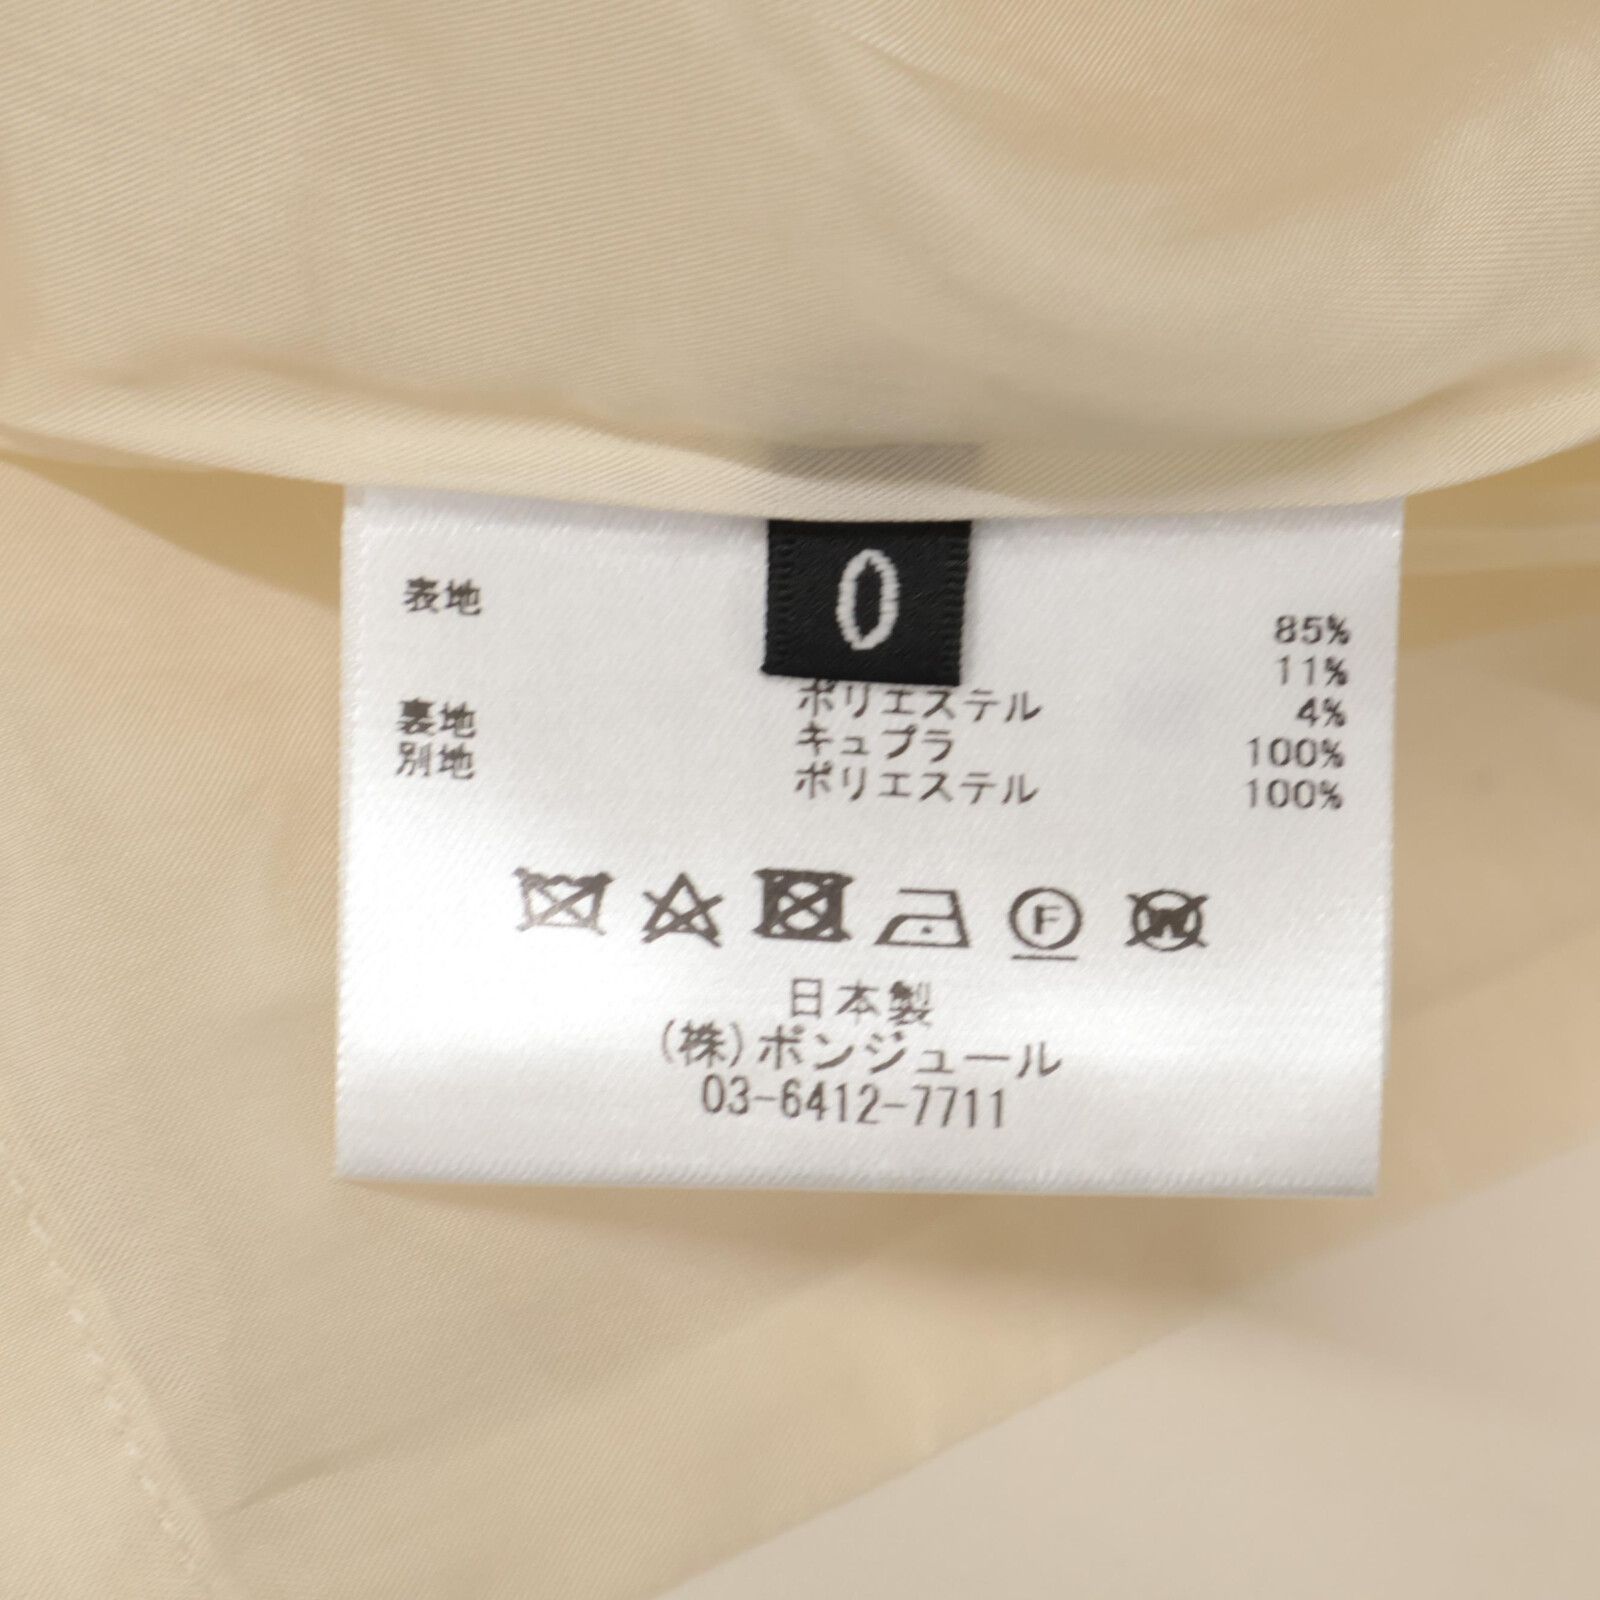 0
表地 85%
11%
ポリエステル 4%
裏地 キュプラ 100%
別地 ポリエステル 100%
F
W
日本製
(株)ボンジュール
03-6412-7711